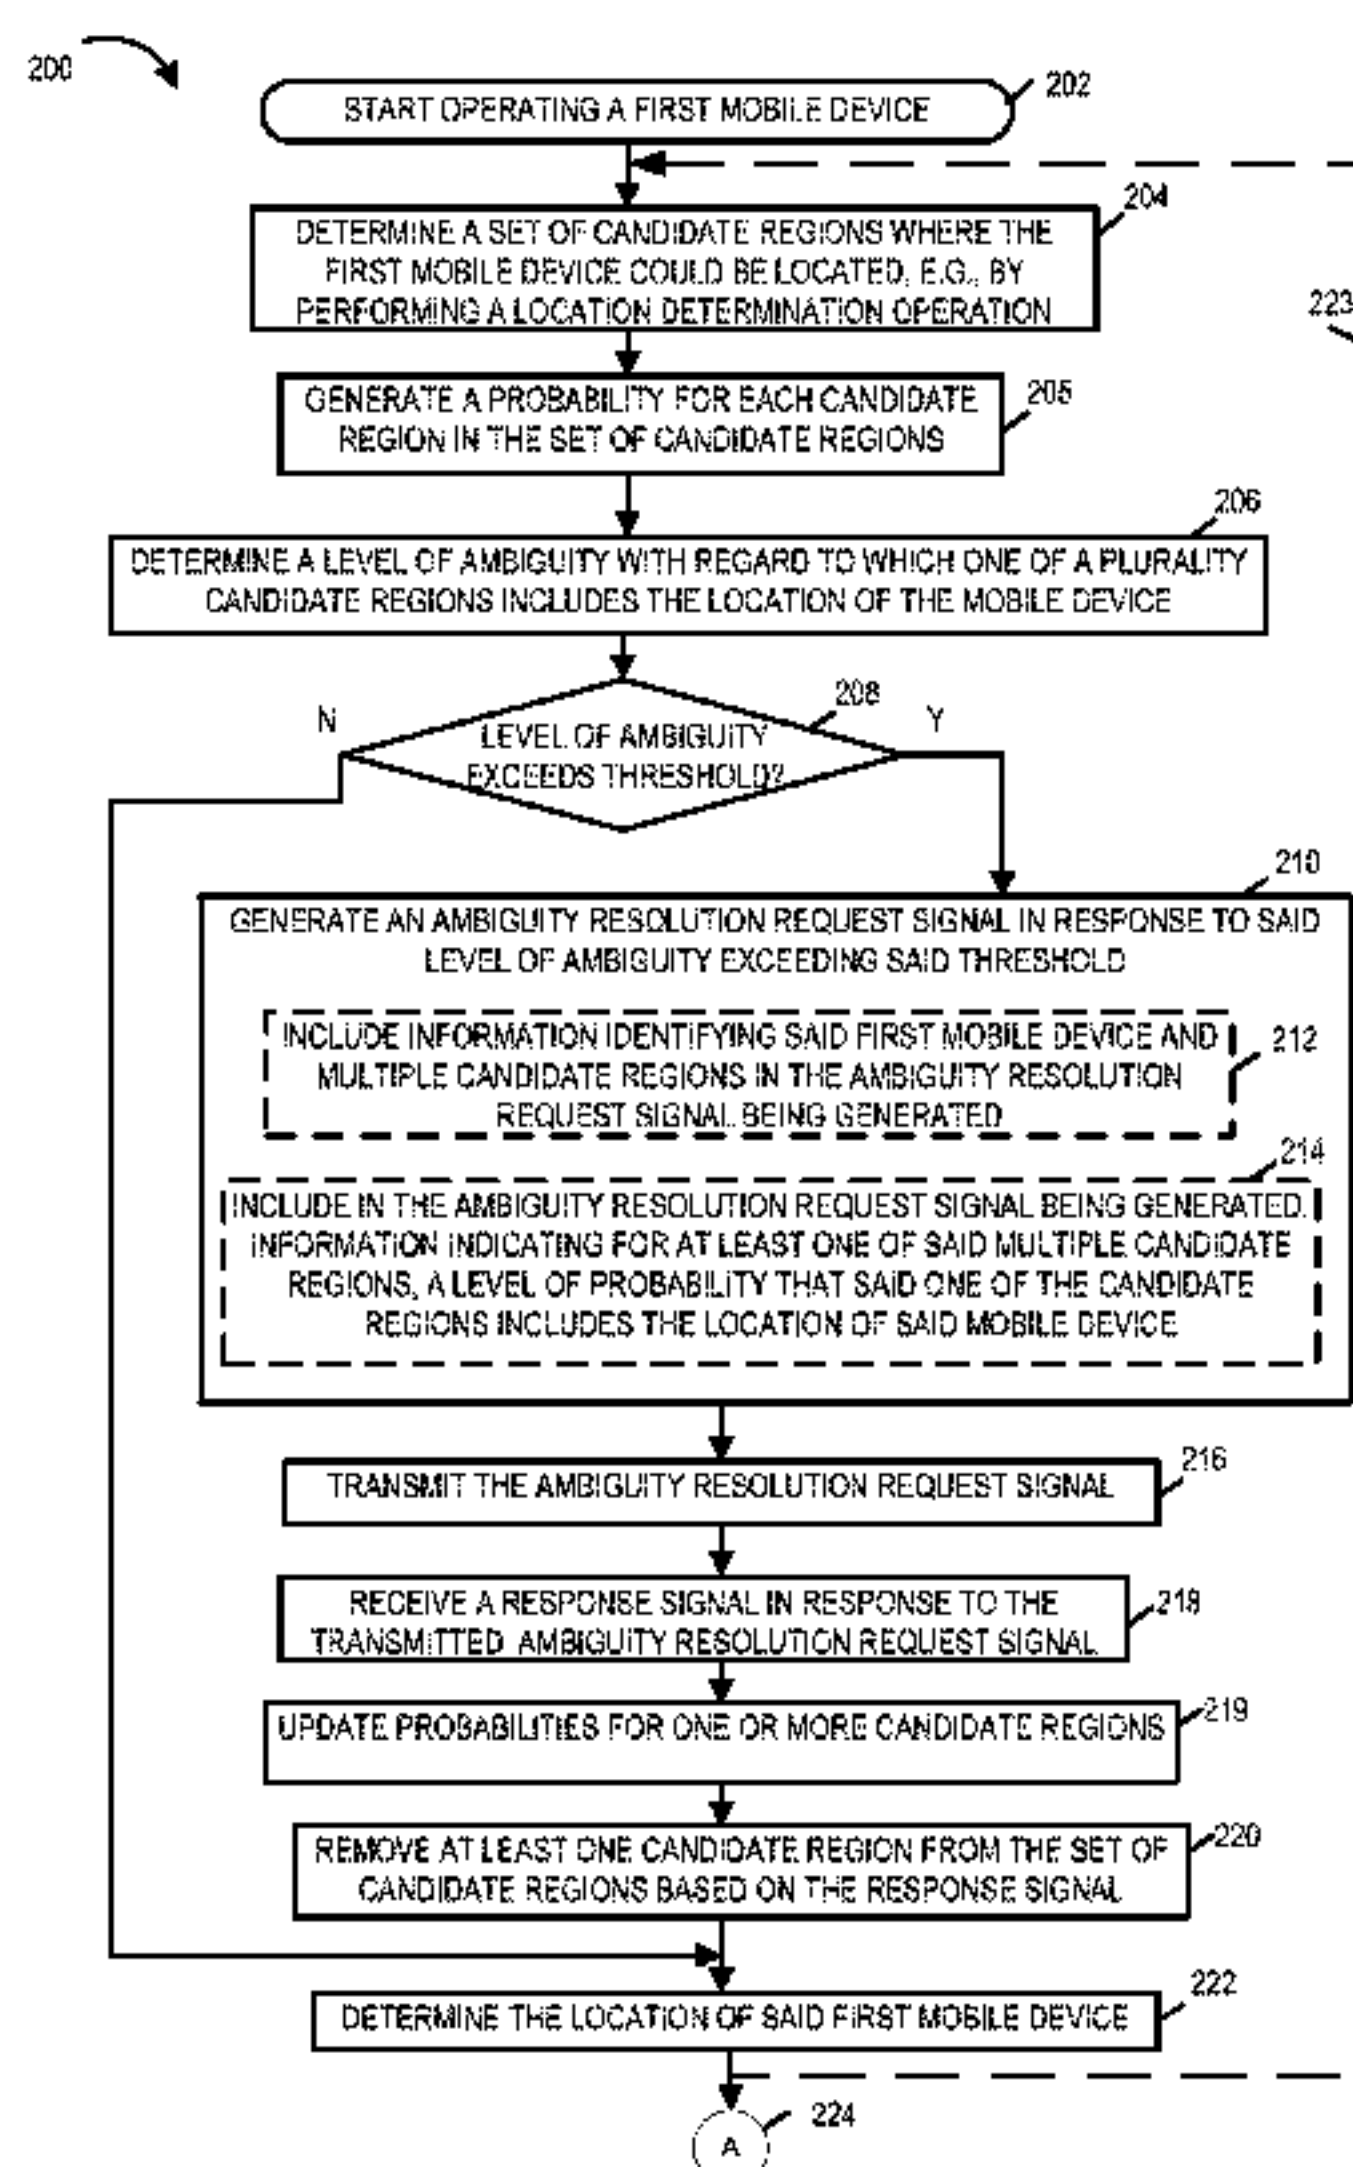 200
START OPERATING A FIRST MOBILE DEVICE
202
204
DETERMINE A SET OF CANDIDATE REGIONS WHERE THE
FIRST MOBILE DEVICE COULD BE LOCATED, E.G., BY
PERFORMING A LOCATION DETERMINATION OPERATION
223
205
GENERATE A PROBABILITY FOR EACH CANDIDATE
REGION IN THE SET OF CANDIDATE REGIONS
206
DETERMINE A LEVEL OF AMBIGUITY WITH REGARD TO WHICH ONE OF A PLURALITY
CANDIDATE REGIONS INCLUDES THE LOCATION OF THE MOBILE DEVICE
208
N
Y
LEVEL OF AMBIGUITY
EXCEEDS THRESHOLD?
210
GENERATE AN AMBIGUITY RESOLUTION REQUEST SIGNAL IN RESPONSE TO SAID
LEVEL OF AMBIGUITY EXCEEDING SAID THRESHOLD
INCLUDE INFORMATION IDENTIFYING SAID FIRST MOBILE DEVICE AND
212
MULTIPLE CANDIDATE REGIONS IN THE AMBIGUITY RESOLUTION
REQUEST SIGNAL BEING GENERATED
214
INCLUDE IN THE AMBIGUITY RESOLUTION REQUEST SIGNAL BEING GENERATED,
INFORMATION INDICATING FOR AT LEAST ONE OF SAID MULTIPLE CANDIDATE
REGIONS, A LEVEL OF PROBABILITY THAT SAID ONE OF THE CANDIDATE
REGIONS INCLUDES THE LOCATION OF SAID MOBILE DEVICE
216
TRANSMIT THE AMBIGUITY RESOLUTION REQUEST SIGNAL
RECEIVE A RESPONSE SIGNAL IN RESPONSE TO THE
218
TRANSMITTED AMBIGUITY RESOLUTION REQUEST SIGNAL
219
UPDATE PROBABILITIES FOR ONE OR MORE CANDIDATE REGIONS
220
REMOVE AT LEAST ONE CANDIDATE REGION FROM THE SET OF
CANDIDATE REGIONS BASED ON THE RESPONSE SIGNAL
222
DETERMINE THE LOCATION OF SAID FIRST MOBILE DEVICE
224
A